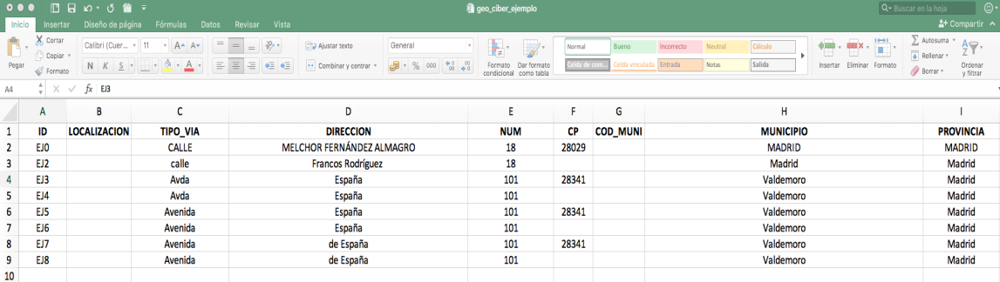 geo_ciber_ejemplo
Buscar en la hoja
Inicio Insertar Diseño de página Fórmulas Datos Revisar Vista
Compartir
Pegar
Cortar
Copiar
Formato
Calibri (Cuer... 11 A A
N K S A
Ajustar texto
Combinar y centrar
General
% 000
Formato condicional
Dar formato como tabla
Normal Bueno Incorrecto Neutral Cálculo
Celda de com... Celda vinculada Entrada Notas Salida
Insertar Eliminar Formato
Autosuma
Rellenar
Borrar
Ordenar y filtrar
A4 fx EJ3
A B C D E F G H I
1 ID LOCALIZACION TIPO_VIA DIRECCION NUM CP COD_MUNI MUNICIPIO PROVINCIA
2 EJ0 CALLE MELCHOR FERNÁNDEZ ALMAGRO 18 28029 MADRID MADRID
3 EJ2 calle Francos Rodríguez 18 Madrid Madrid
4 EJ3 Avda España 101 28341 Valdemoro Madrid
5 EJ4 Avda España 101 Valdemoro Madrid
6 EJ5 Avenida España 101 28341 Valdemoro Madrid
7 EJ6 Avenida España 101 Valdemoro Madrid
8 EJ7 Avenida de España 101 28341 Valdemoro Madrid
9 EJ8 Avenida de España 101 Valdemoro Madrid
10